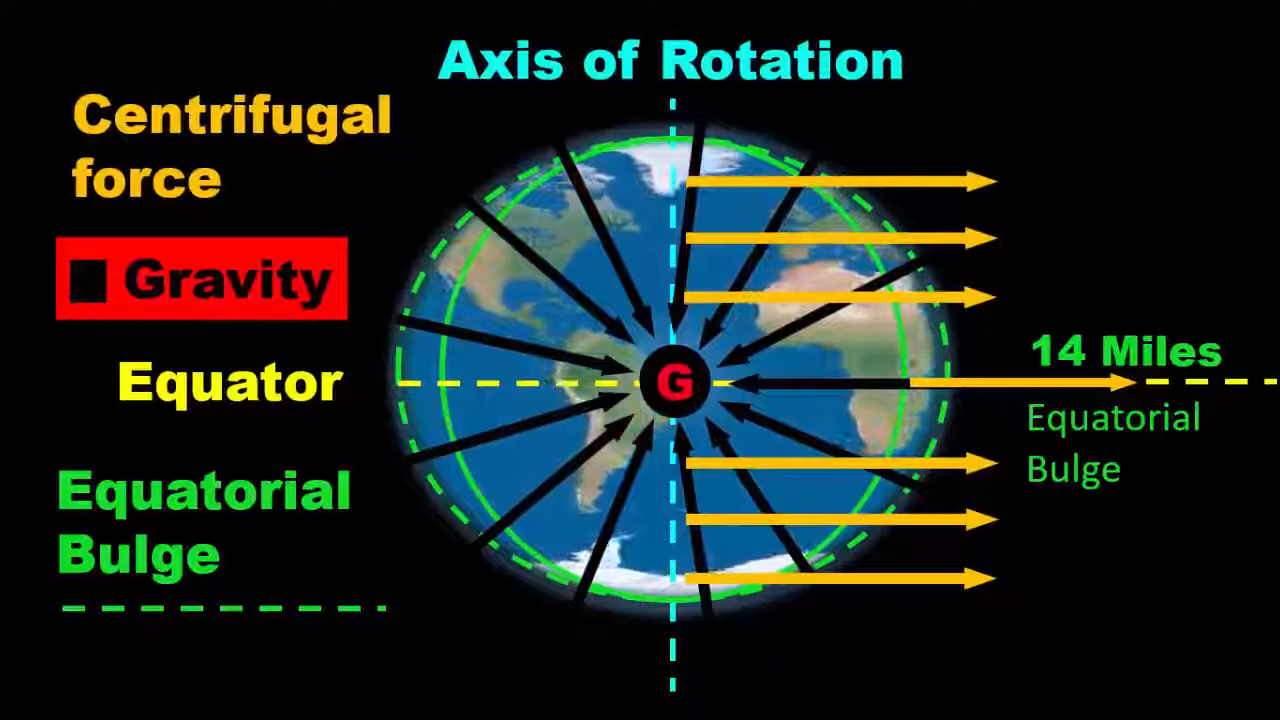 Axis of Rotation
Centrifugal
force
Gravity
Equator
Equatorial
Bulge
G
14 Miles
Equatorial
Bulge